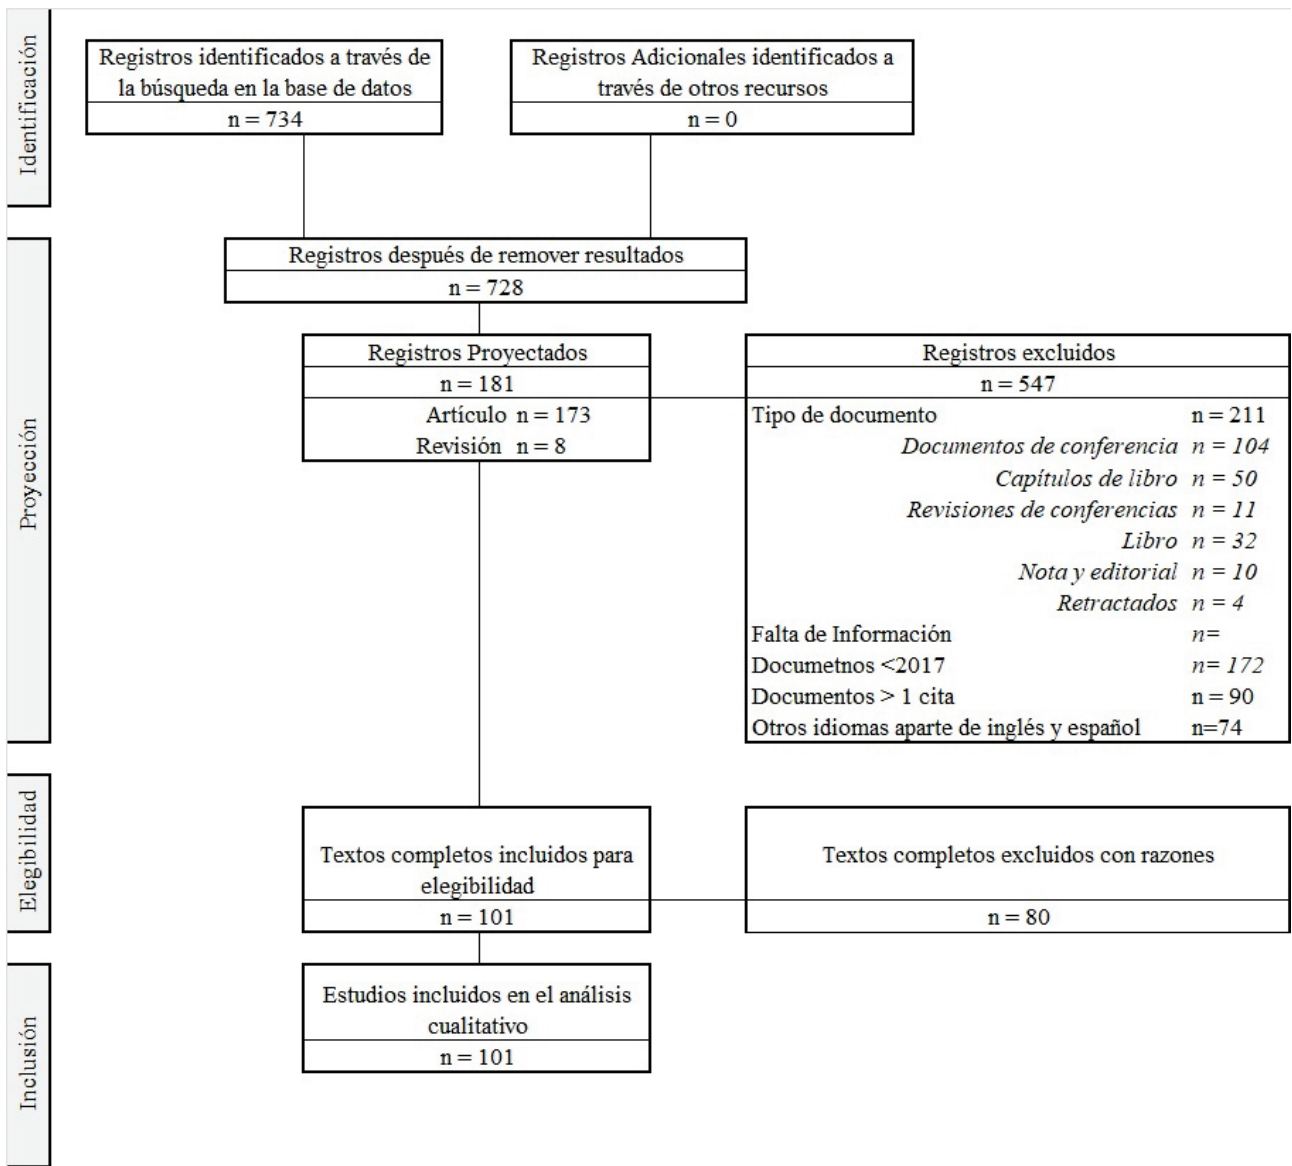 Identificación
Registros identificados a través de
la búsqueda en la base de datos
n = 734
Registros Adicionales identificados a
través de otros recursos
n = 0
Proyección
Registros después de remover resultados
n = 728
Registros Proyectados
n = 181
Artículo n = 173
Revisión n = 8
Registros excluidos
n = 547
Tipo de documento n = 211
Documentos de conferencia n = 104
Capítulos de libro n = 50
Revisiones de conferencias n = 11
Libro n = 32
Nota y editorial n = 10
Retractados n = 4
Falta de Información n=
Documetnos <2017 n= 172
Documentos > 1 cita n = 90
Otros idiomas aparte de inglés y español n=74
Elegibilidad
Textos completos incluidos para
elegibilidad
n = 101
Textos completos excluidos con razones
n = 80
Inclusión
Estudios incluidos en el análisis
cualitativo
n = 101